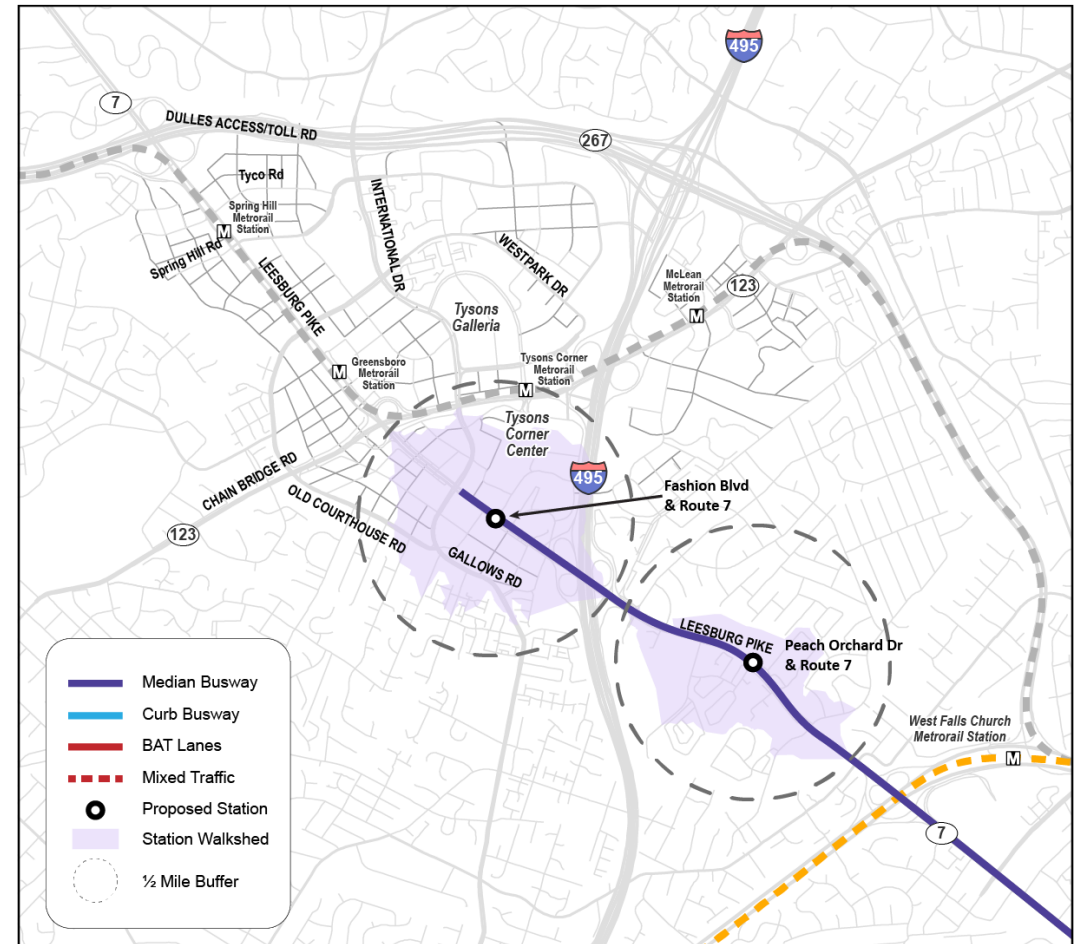 495
7
DULLES ACCESS/TOLL RD
267
Tyco Rd
Spring Hill
Metrorail
Station
M
Spring Hill Rd
INTERNATIONAL DR
LEESBURG PIKE
WESTPARK DR
McLean
Metrorail
Station
123
M
Tysons
Galleria
Greensboro
Metrorail
Station
M
Tysons Corner
Metrorail
Station
M
Tysons
Corner
Center
495
Fashion Blvd
& Route 7
CHAIN BRIDGE RD
OLD COURTHOUSE RD
123
GALLOWS RD
LEESBURG PIKE
Peach Orchard Dr
& Route 7
West Falls Church
Metrorail Station
M
7
Median Busway
Curb Busway
BAT Lanes
Mixed Traffic
Proposed Station
Station Walkshed
½ Mile Buffer